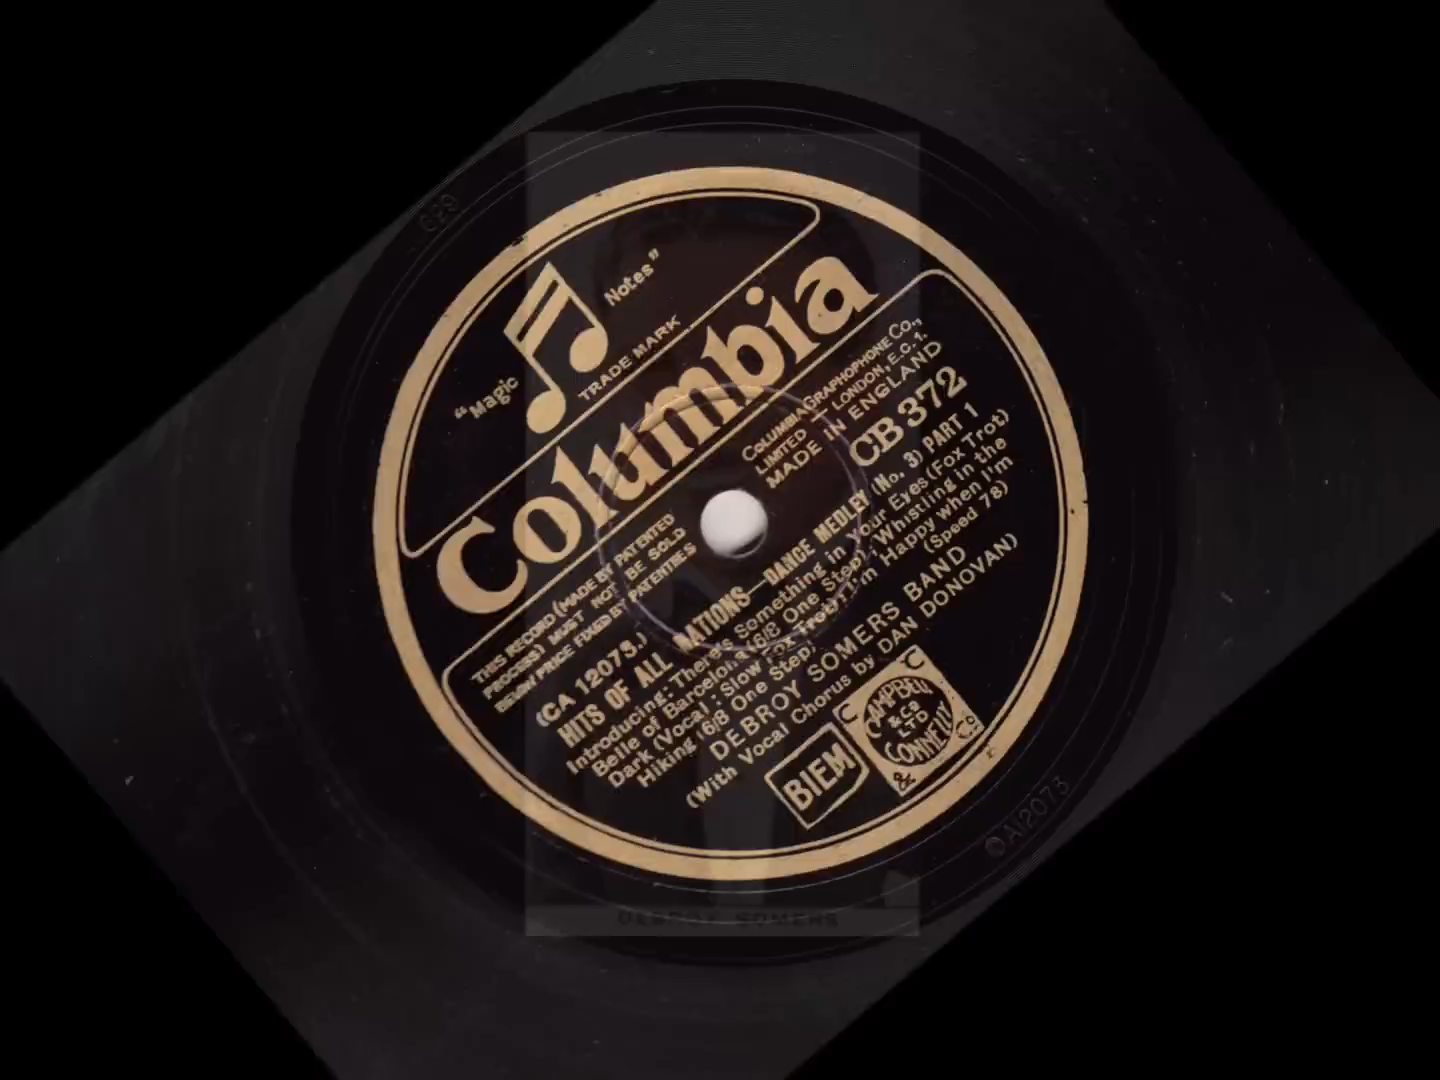 "Magic Notes"
TRADE MARK
Columbia
COLUMBIA GRAPHOPHONE Co.,
LIMITED — LONDON, E.C.1.
MADE IN ENGLAND
THIS RECORD (MADE BY PATENTED
PROCESS) MUST NOT BE SOLD
BELOW PRICE FIXED BY PATENTEES
CB 372
(CA 12073.)
HITS OF ALL NATIONS—DANCE MEDLEY (No. 3) PART 1
Introducing: There's Something in Your Eyes (Fox Trot)
Belle of Barcelona (6/8 One Step); Whistling in the
Dark (Vocal: Slow Fox Trot); I'm Happy when I'm
Hiking (6/8 One Step) (Speed 78)
DEBROY SOMERS BAND
(With Vocal Chorus by DAN DONOVAN)
BIEM
CAMPBELL
& Co
LTD
CONNELLY
&
C
C
Co
CA12073
DEBROY SOMERS